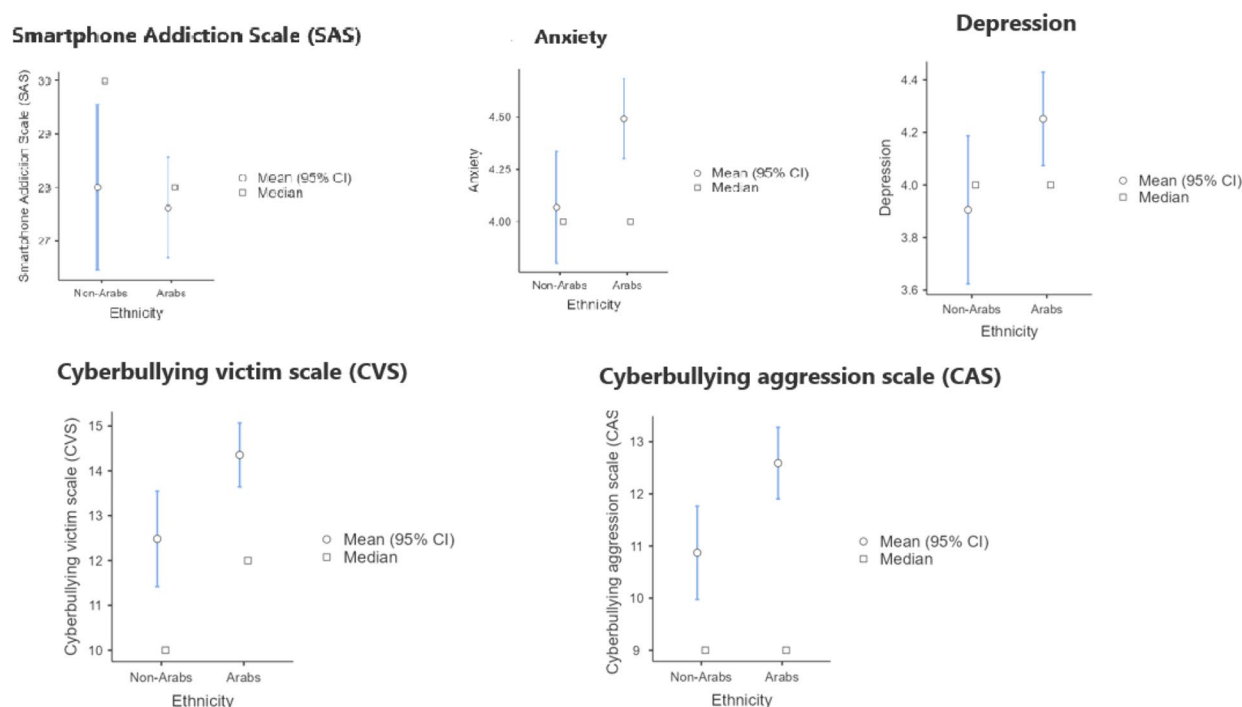 Smartphone Addiction Scale (SAS)
Smartphone Addiction Scale (SAS)
30
29
23
27
Non-Arabs
Arabs
Ethnicity
Mean (95% CI)
Median
Anxiety
Anxiety
4.50
4.25
4.00
Non-Arabs
Arabs
Ethnicity
Mean (95% CI)
Median
Depression
Depression
4.4
4.2
4.0
3.8
3.6
Non-Arabs
Arabs
Ethnicity
Mean (95% CI)
Median
Cyberbullying victim scale (CVS)
Cyberbullying victim scale (CVS)
15
14
13
12
11
10
Non-Arabs
Arabs
Ethnicity
Mean (95% CI)
Median
Cyberbullying aggression scale (CAS)
Cyberbullying aggression scale (CAS
13
12
11
10
9
Non-Arabs
Arabs
Ethnicity
Mean (95% CI)
Median